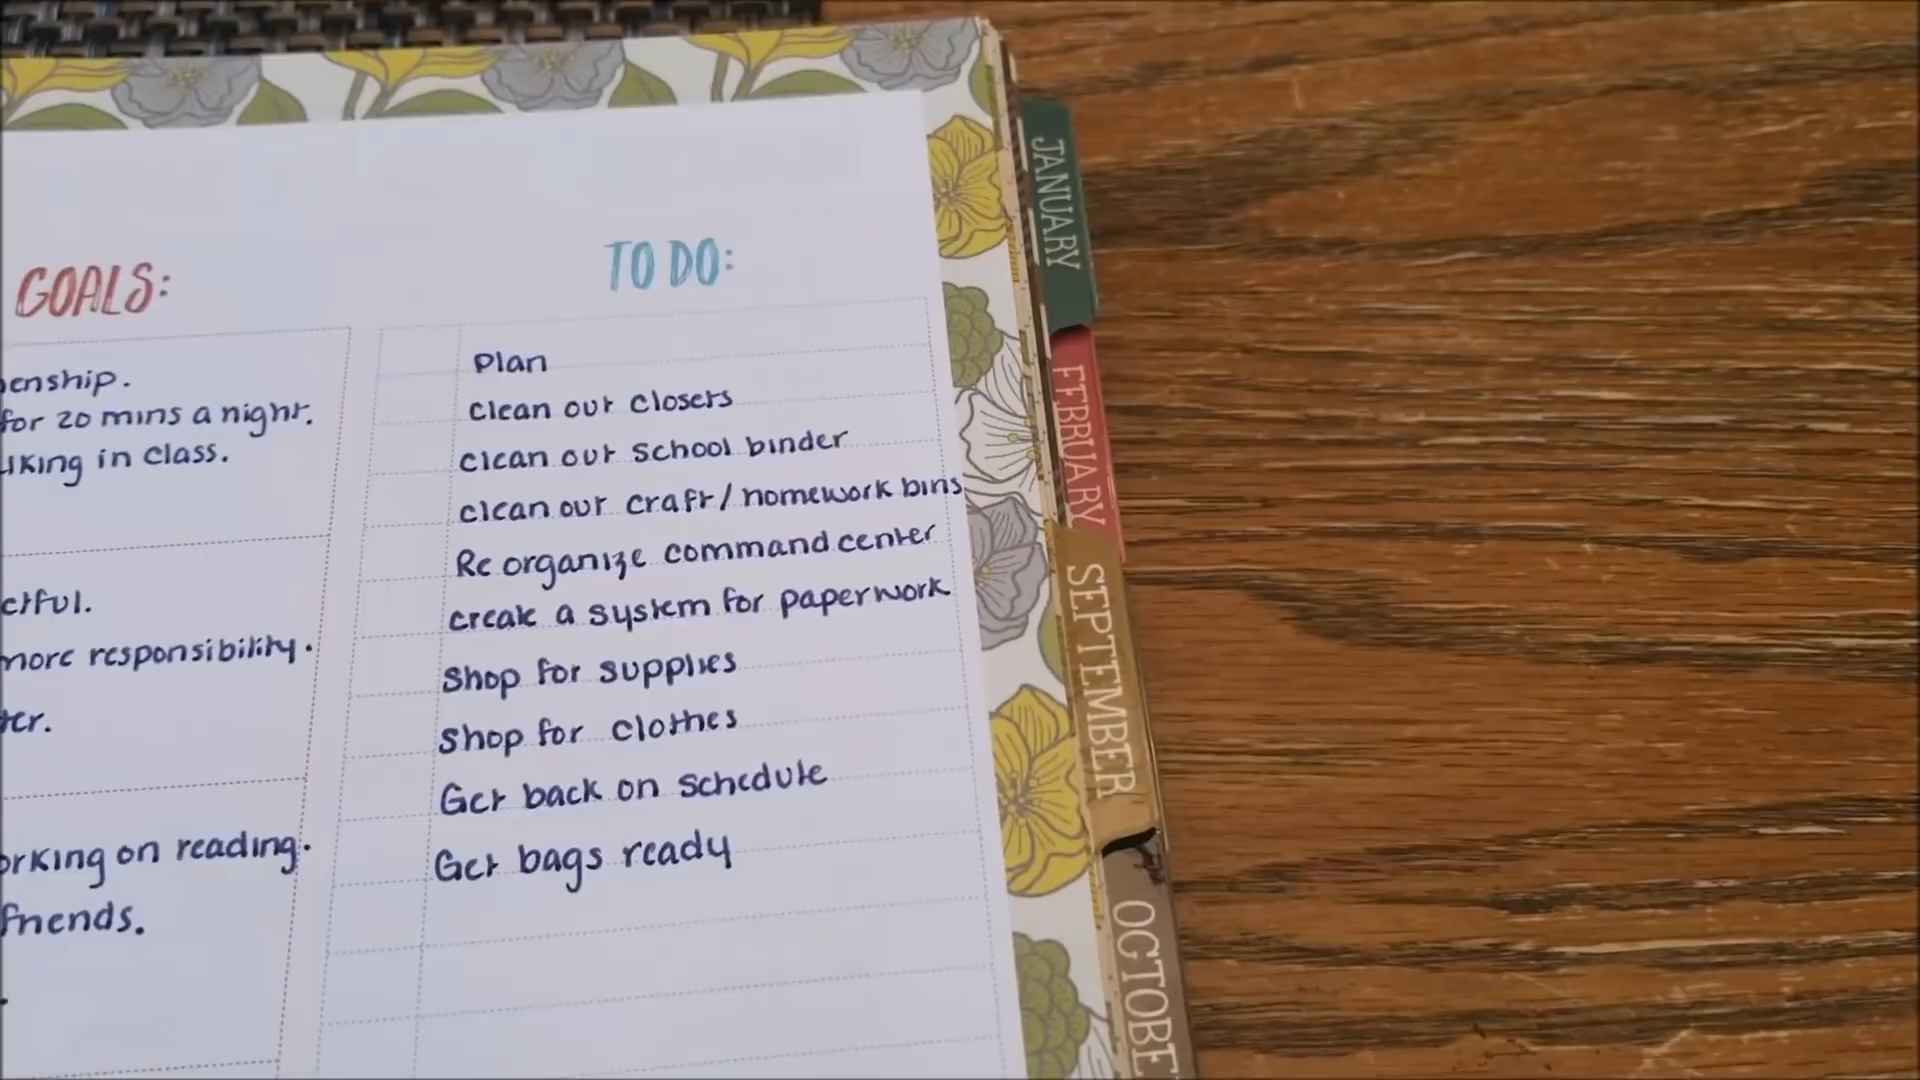 GOALS:
enship.
for 20 mins a night.
lking in class.
ctful.
more responsibility.
ter.
orking on reading.
friends.
TO DO:
Plan
Clean out closets
Clean out School binder
Clean out craft / homework bins
Re organize command center
Create a system for paperwork
Shop for supplies
Shop for clothes
Get back on schedule
Get bags ready
JANUARY
FEBRUARY
SEPTEMBER
OCTOBE